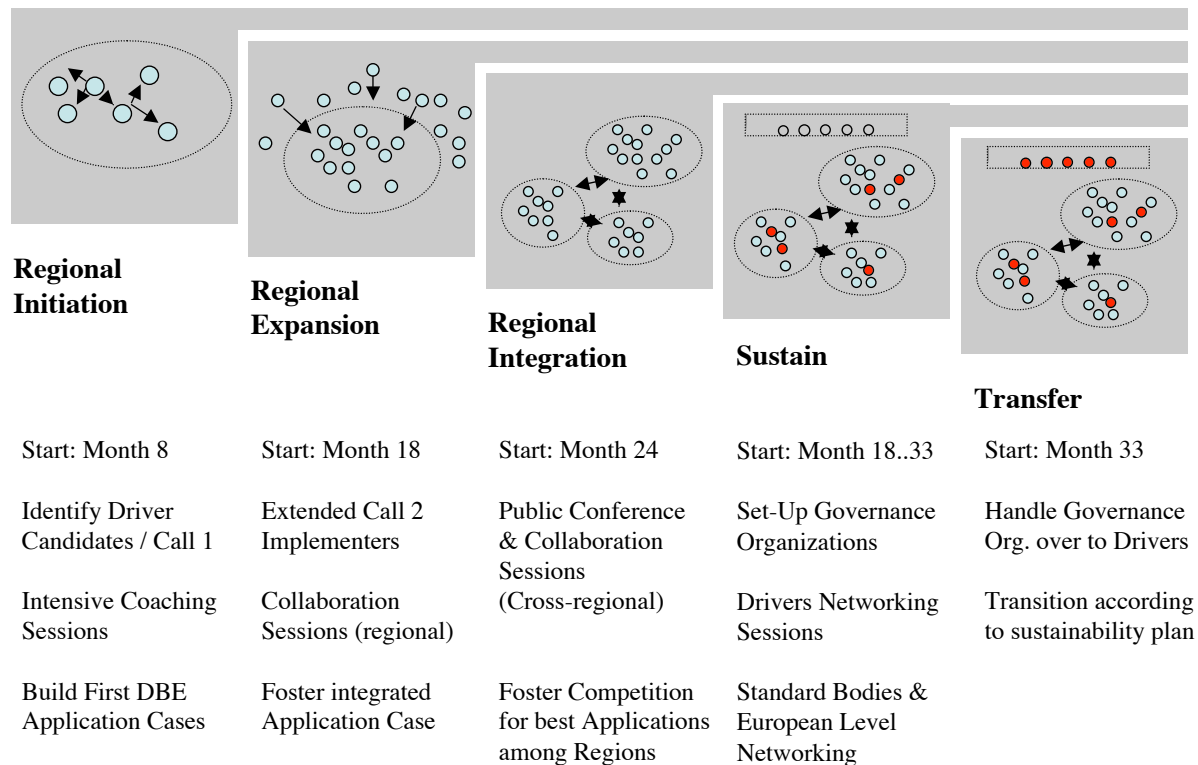 Regional
Initiation
Regional
Expansion
Regional
Integration
Sustain
Transfer
Start: Month 8
Identify Driver
Candidates / Call 1
Intensive Coaching
Sessions
Build First DBE
Application Cases
Start: Month 18
Extended Call 2
Implementers
Collaboration
Sessions (regional)
Foster integrated
Application Case
Start: Month 24
Public Conference
& Collaboration
Sessions
(Cross-regional)
Foster Competition
for best Applications
among Regions
Start: Month 18..33
Set-Up Governance
Organizations
Drivers Networking
Sessions
Standard Bodies &
European Level
Networking
Start: Month 33
Handle Governance
Org. over to Drivers
Transition according
to sustainability plan